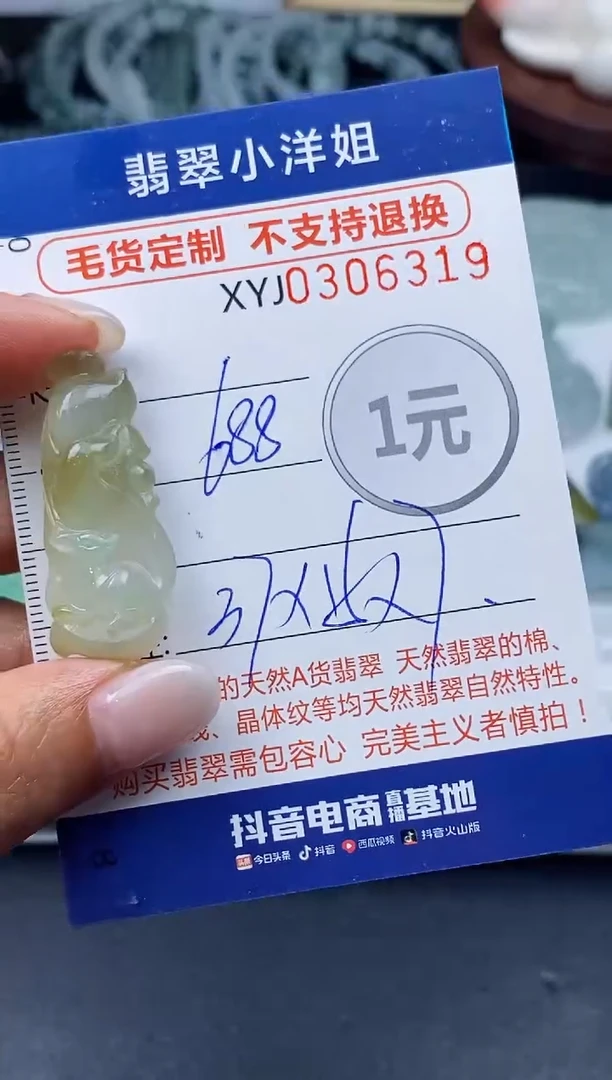 翡翠小洋姐
毛货定制 不支持退换
XYJ0306319
688
1元
的天然A货翡翠 天然翡翠的棉、
、晶体纹等均天然翡翠自然特性。
购买翡翠需包容心 完美主义者慎拍！
抖音电商直播基地
今日头条 抖音 西瓜视频 抖音火山版